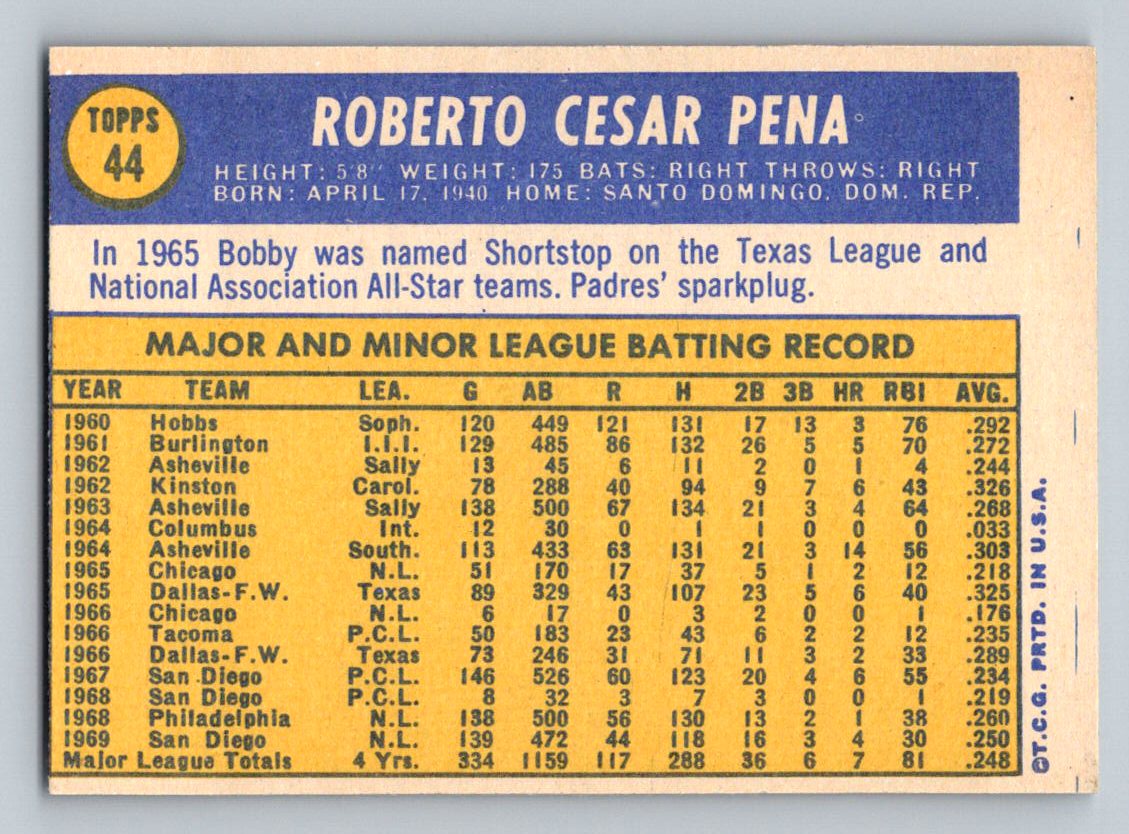 TOPPS
44
ROBERTO CESAR PENA
HEIGHT: 5'8" WEIGHT: 175 BATS: RIGHT THROWS: RIGHT
BORN: APRIL 17, 1940 HOME: SANTO DOMINGO, DOM. REP.
In 1965 Bobby was named Shortstop on the Texas League and
National Association All-Star teams. Padres' sparkplug.
MAJOR AND MINOR LEAGUE BATTING RECORD
YEAR TEAM LEA. G AB R H 2B 3B HR RBI AVG.
1960 Hobbs Soph. 120 449 121 131 17 13 3 76 .292
1961 Burlington I.I.I. 129 485 86 132 26 5 5 70 .272
1962 Asheville Sally 13 45 6 11 2 0 1 4 .244
1962 Kinston Carol. 78 288 40 94 9 7 6 43 .326
1963 Asheville Sally 138 500 67 134 21 3 4 64 .268
1964 Columbus Int. 12 30 0 1 1 0 0 0 .033
1964 Asheville South. 113 433 63 131 21 3 14 56 .303
1965 Chicago N.L. 51 170 17 37 5 1 2 12 .218
1965 Dallas-F.W. Texas 89 329 43 107 23 5 6 40 .325
1966 Chicago N.L. 6 17 0 3 2 0 0 1 .176
1966 Tacoma P.C.L. 50 183 23 43 6 2 2 12 .235
1966 Dallas-F.W. Texas 73 246 31 71 11 3 2 33 .289
1967 San Diego P.C.L. 146 526 60 123 20 4 6 55 .234
1968 San Diego P.C.L. 8 32 3 7 3 0 0 1 .219
1968 Philadelphia N.L. 138 500 56 130 13 2 1 38 .260
1969 San Diego N.L. 139 472 44 118 16 3 4 30 .250
Major League Totals 4 Yrs. 334 1159 117 288 36 6 7 81 .248
©T.C.G. PRTD. IN U.S.A.